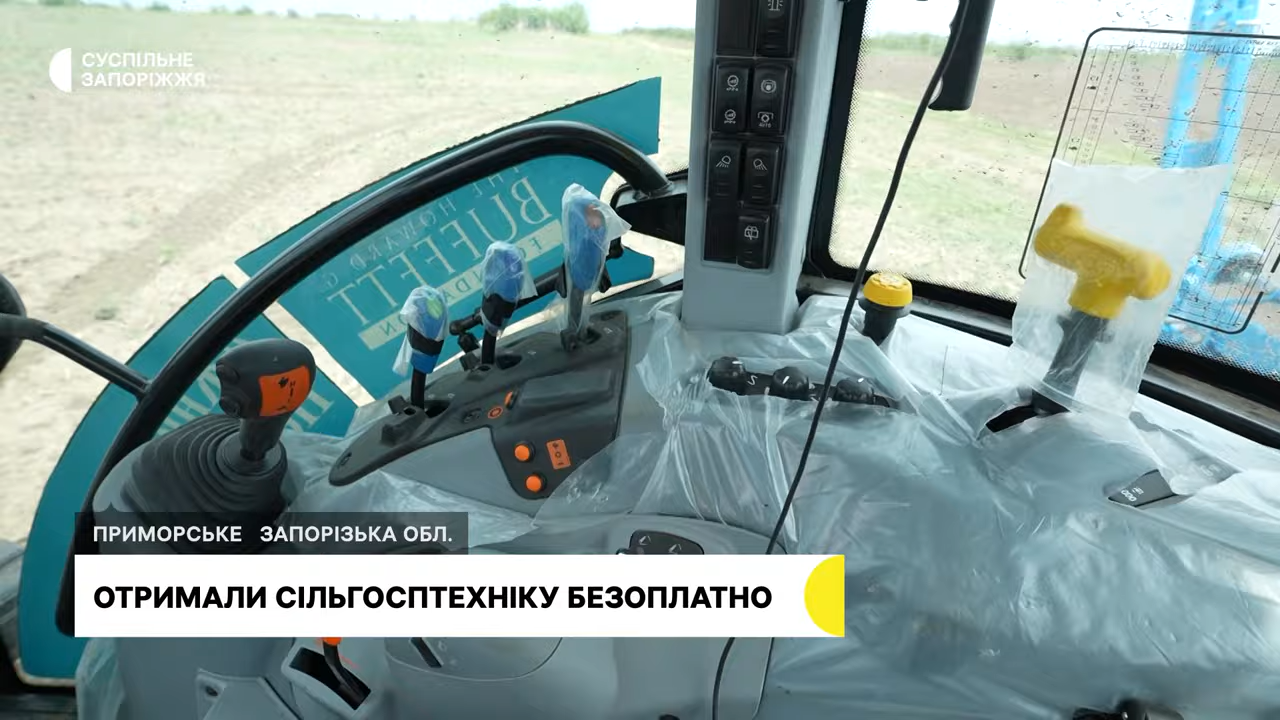 СУСПІЛЬНЕ
ЗАПОРІЖЖЯ
THE HOWARD G.
BUFFETT
FOUNDATION
ПРИМОРСЬКЕ ЗАПОРІЗЬКА ОБЛ.
ОТРИМАЛИ СІЛЬГОСПТЕХНІКУ БЕЗОПЛАТНО